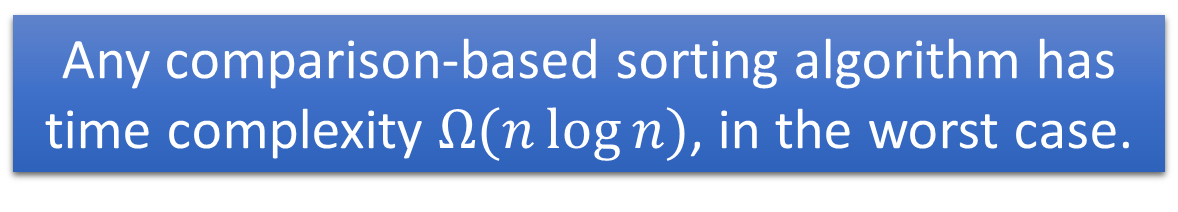 Any comparison-based sorting algorithm has
time complexity Ω(n log n), in the worst case.